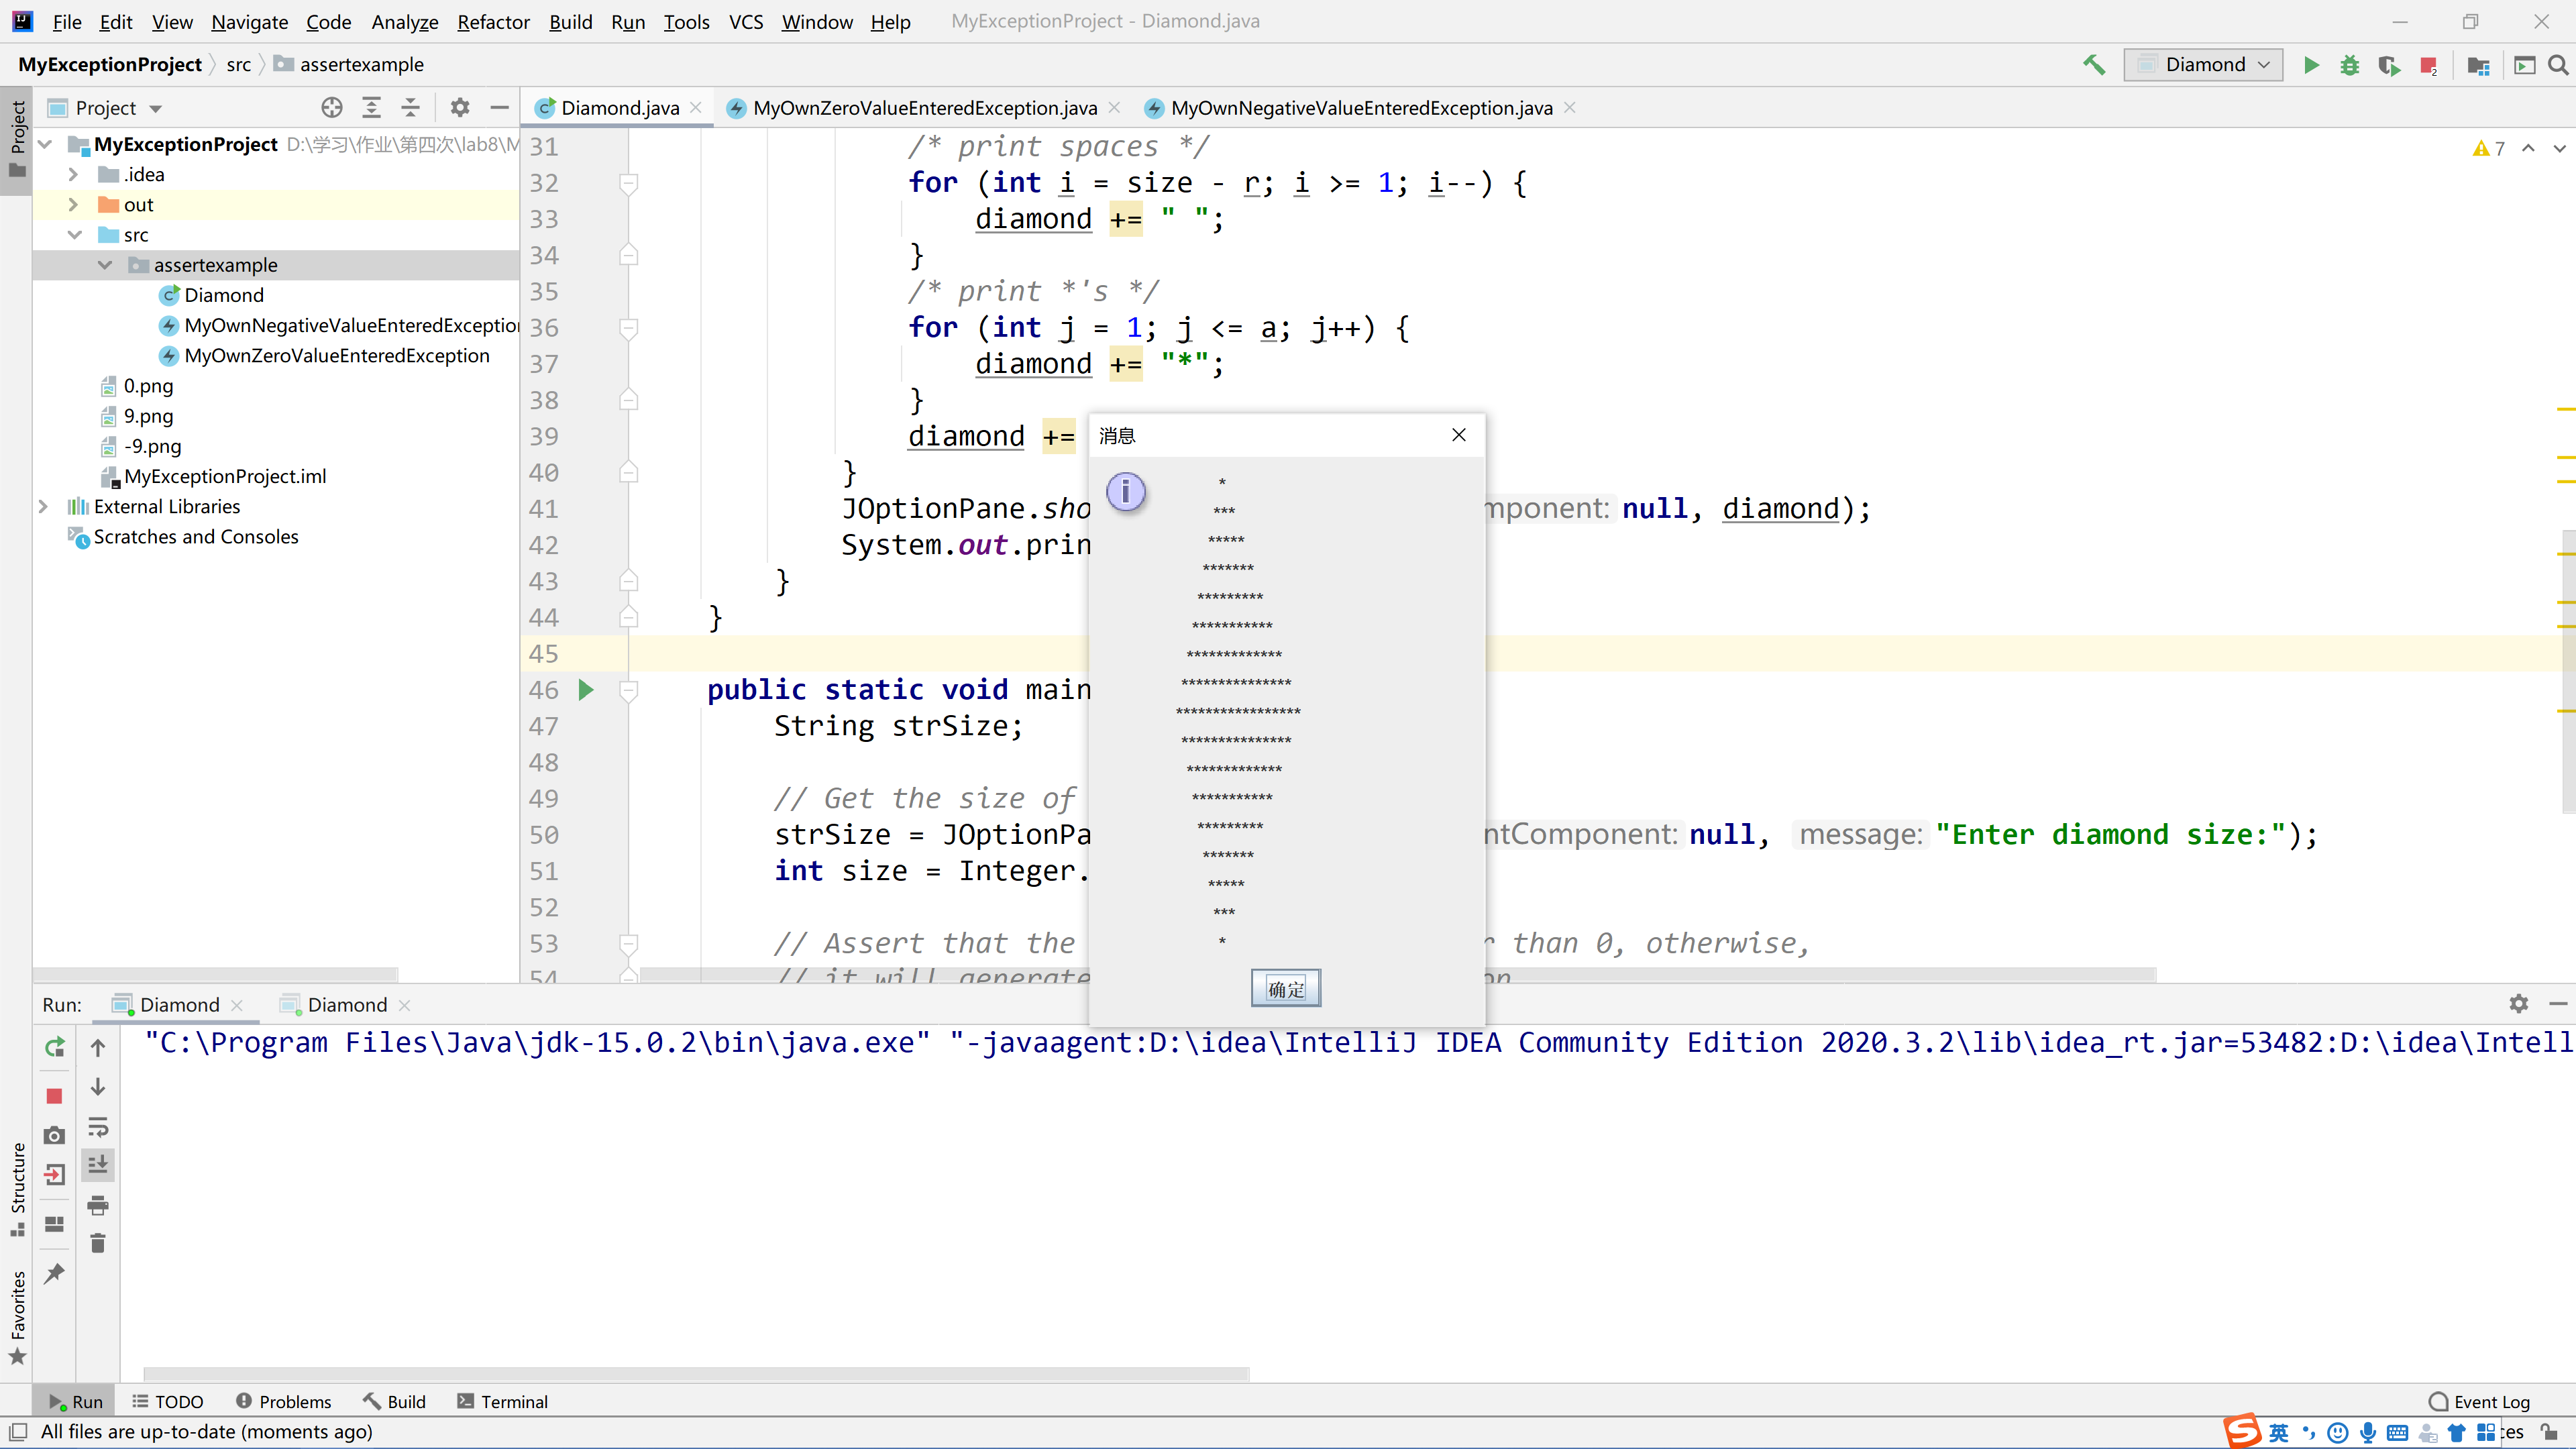 File Edit View Navigate Code Analyze Refactor Build Run Tools VCS Window Help MyExceptionProject - Diamond.java
MyExceptionProject src assertexample Diamond
Project
Project
Diamond.java MyOwnZeroValueEnteredException.java MyOwnNegativeValueEnteredException.java
MyExceptionProject D:\学习\作业\第四次\lab8\M
.idea
out
src
assertexample
Diamond
MyOwnNegativeValueEnteredExceptio
MyOwnZeroValueEnteredException
0.png
9.png
-9.png
MyExceptionProject.iml
External Libraries
Scratches and Consoles
7
31 /* print spaces */
32 for (int i = size - r; i >= 1; i--) {
33 diamond += " ";
34 }
35 /* print *'s */
36 for (int j = 1; j <= a; j++) {
37 diamond += "*";
38 }
39 diamond +=
40 }
41 JOptionPane.sho mponent: null, diamond);
42 System.out.prin
43 }
44 }
45
46 public static void main
47 String strSize;
48
49 // Get the size of
50 strSize = JOptionPa ntComponent: null, message: "Enter diamond size:");
51 int size = Integer.
52
53 // Assert that the r than 0, otherwise,
54 // it will generate on
消息
*
***
*****
*******
*********
***********
*************
***************
*****************
***************
*************
***********
*********
*******
*****
***
*
确定
Run: Diamond Diamond
"C:\Program Files\Java\jdk-15.0.2\bin\java.exe" "-javaagent:D:\idea\IntelliJ IDEA Community Edition 2020.3.2\lib\idea_rt.jar=53482:D:\idea\Intell
Structure
Favorites
Run TODO Problems Build Terminal Event Log
All files are up-to-date (moments ago) 英 ces